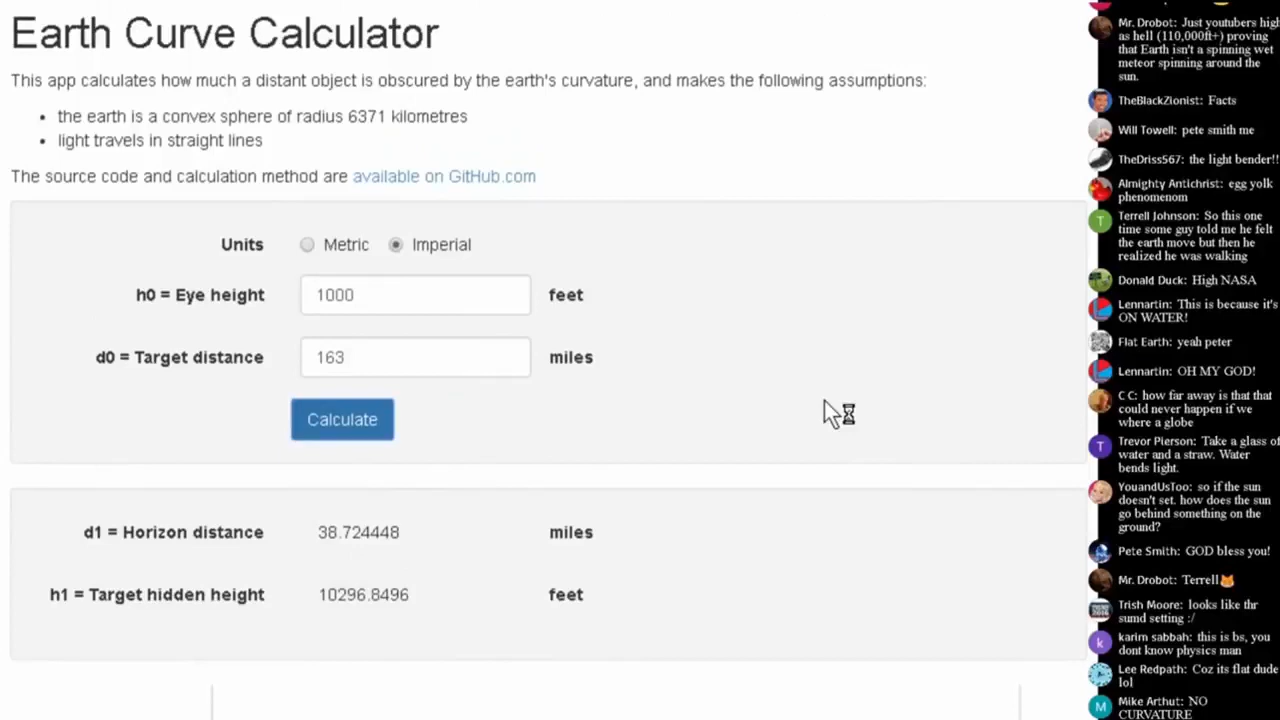 Earth Curve Calculator
This app calculates how much a distant object is obscured by the earth's curvature, and makes the following assumptions:
the earth is a convex sphere of radius 6371 kilometres
light travels in straight lines
The source code and calculation method are available on GitHub.com
Units Metric Imperial
h0 = Eye height 1000 feet
d0 = Target distance 163 miles
Calculate
d1 = Horizon distance 38.724448 miles
h1 = Target hidden height 10296.8496 feet
Mr. Drobot: Just youtubers high
as hell (110,000ft+) proving
that Earth isn't a spinning wet
meteor spinning around the
sun.
TheBlackZionist: Facts
Will Towell: pete smith me
TheDriss567: the light bender!!
Almighty Antichrist: egg yolk
phenomenom
T Terrell Johnson: So this one
time some guy told me he felt
the earth move but then he
realized he was walking
Donald Duck: High NASA
Lennartin: This is because it's
ON WATER!
Flat Earth: yeah peter
Lennartin: OH MY GOD!
C C: how far away is that that
could never happen if we
where a globe
T Trevor Pierson: Take a glass of
water and a straw. Water
bends light.
YouandUsToo: so if the sun
doesn't set. how does the sun
go behind something on the
ground?
Pete Smith: GOD bless you!
Mr. Drobot: Terrell🦊
Trish Moore: looks like thr
sumd setting :/
k karim sabbah: this is bs, you
dont know physics man
Lee Redpath: Coz its flat dude
lol
M Mike Arthut: NO
CURVATURE